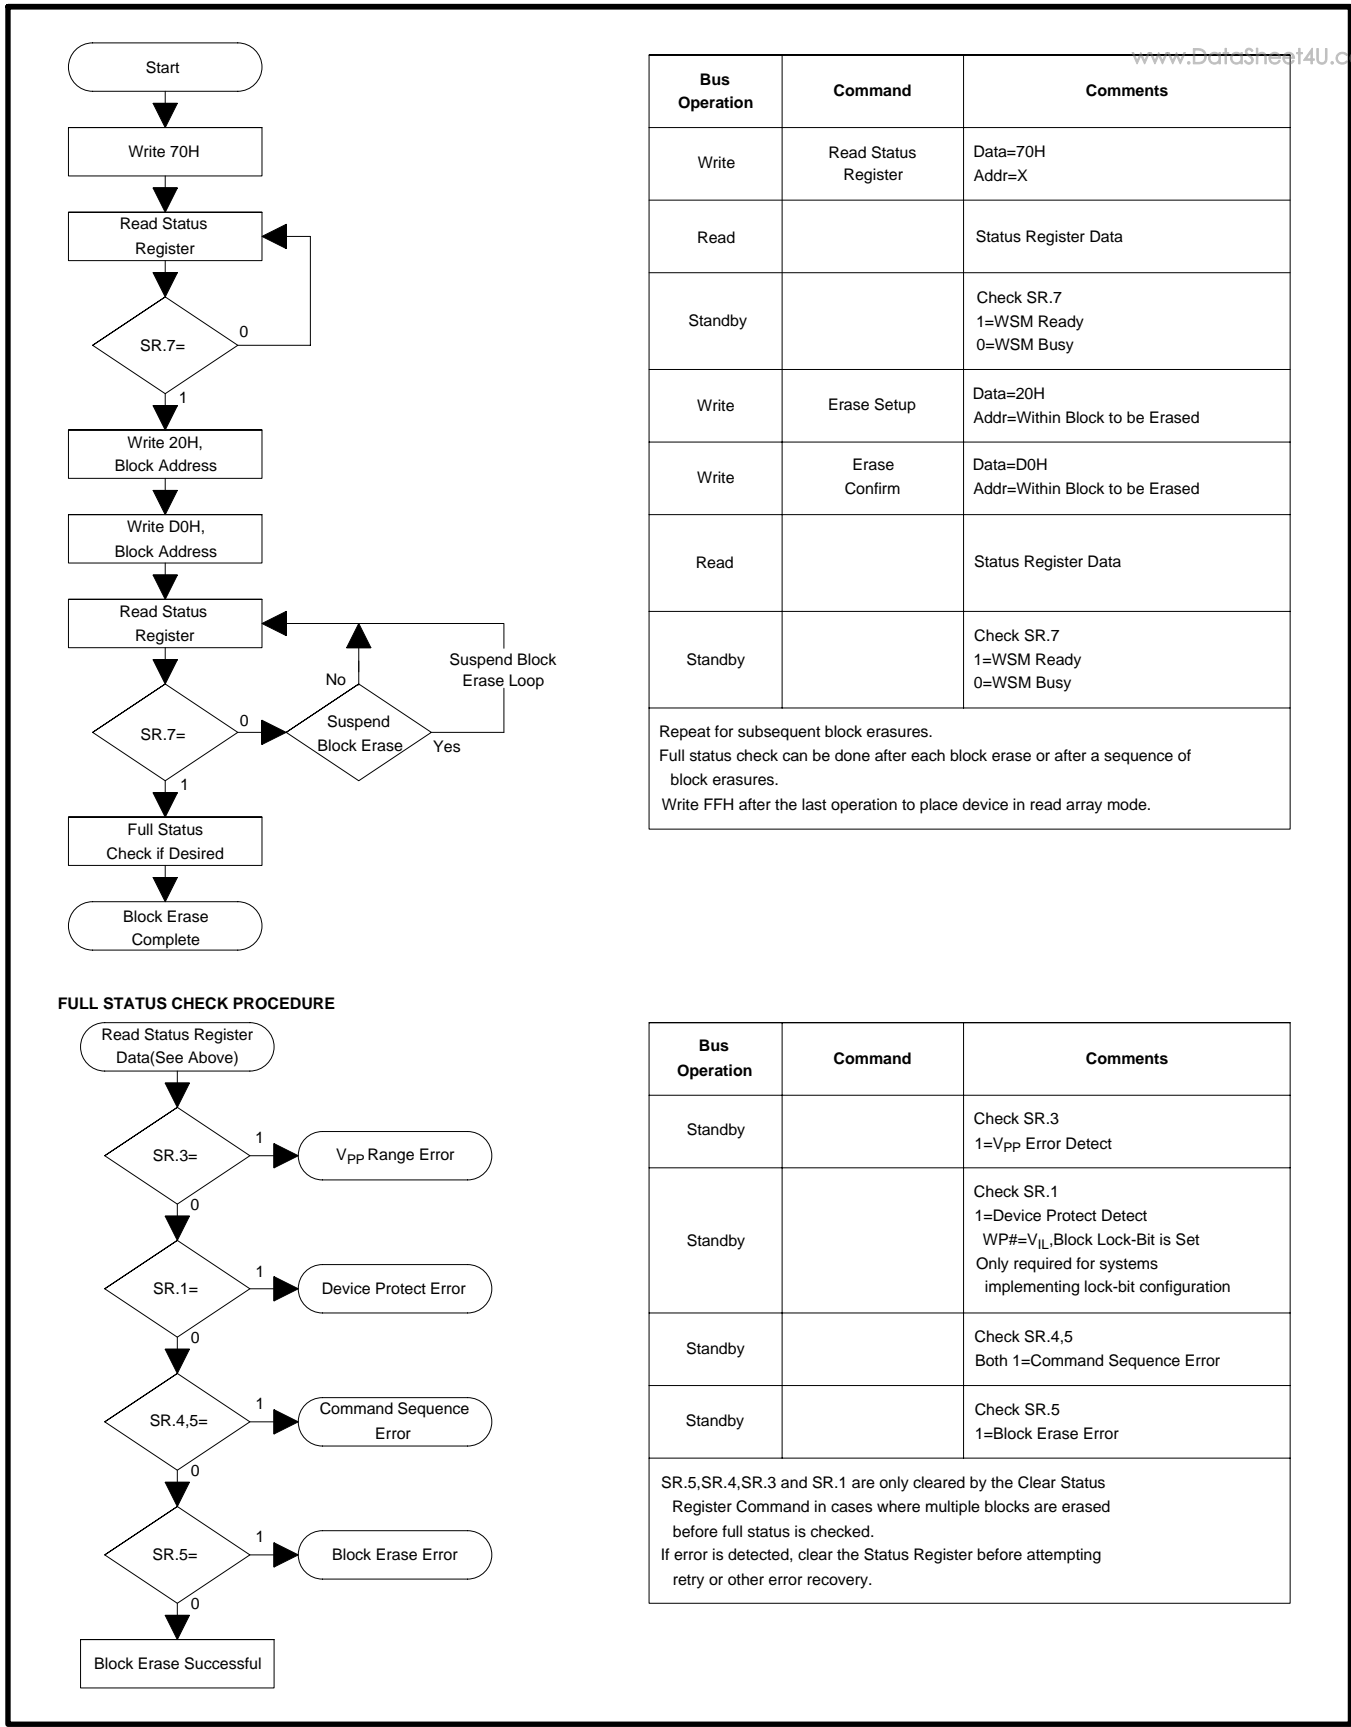 www.DataSheet4U.co
Start
Write 70H
Read Status
Register
SR.7=
0
1
Write 20H,
Block Address
Write D0H,
Block Address
Read Status
Register
SR.7=
0
1
Suspend
Block Erase
No
Yes
Suspend Block
Erase Loop
Full Status
Check if Desired
Block Erase
Complete
Bus
Operation
Command
Comments
Write
Read Status
Register
Data=70H
Addr=X
Read
Status Register Data
Standby
Check SR.7
1=WSM Ready
0=WSM Busy
Write
Erase Setup
Data=20H
Addr=Within Block to be Erased
Write
Erase
Confirm
Data=D0H
Addr=Within Block to be Erased
Read
Status Register Data
Standby
Check SR.7
1=WSM Ready
0=WSM Busy
Repeat for subsequent block erasures.
Full status check can be done after each block erase or after a sequence of
block erasures.
Write FFH after the last operation to place device in read array mode.
FULL STATUS CHECK PROCEDURE
Read Status Register
Data(See Above)
SR.3=
1
VPP Range Error
0
SR.1=
1
Device Protect Error
0
SR.4,5=
1
Command Sequence
Error
0
SR.5=
1
Block Erase Error
0
Block Erase Successful
Bus
Operation
Command
Comments
Standby
Check SR.3
1=VPP Error Detect
Standby
Check SR.1
1=Device Protect Detect
WP#=VIL,Block Lock-Bit is Set
Only required for systems
implementing lock-bit configuration
Standby
Check SR.4,5
Both 1=Command Sequence Error
Standby
Check SR.5
1=Block Erase Error
SR.5,SR.4,SR.3 and SR.1 are only cleared by the Clear Status
Register Command in cases where multiple blocks are erased
before full status is checked.
If error is detected, clear the Status Register before attempting
retry or other error recovery.